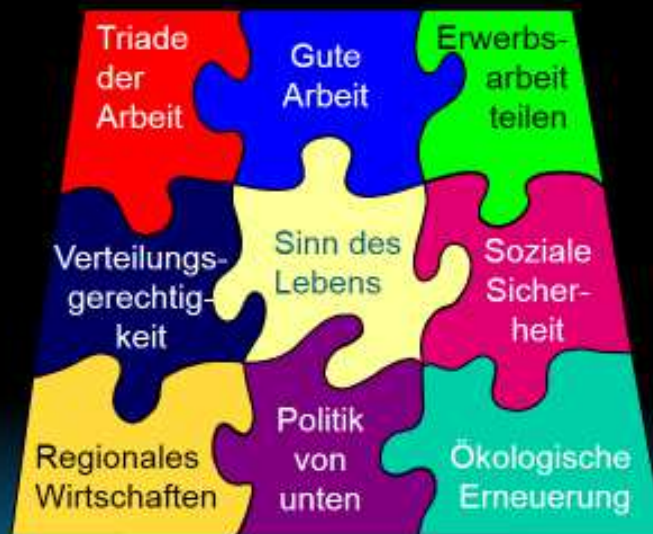 Triade
der
Arbeit
Gute
Arbeit
Erwerbs-
arbeit
teilen
Verteilungs-
gerechtig-
keit
Sinn des
Lebens
Soziale
Sicher-
heit
Regionales
Wirtschaften
Politik
von
unten
Ökologische
Erneuerung